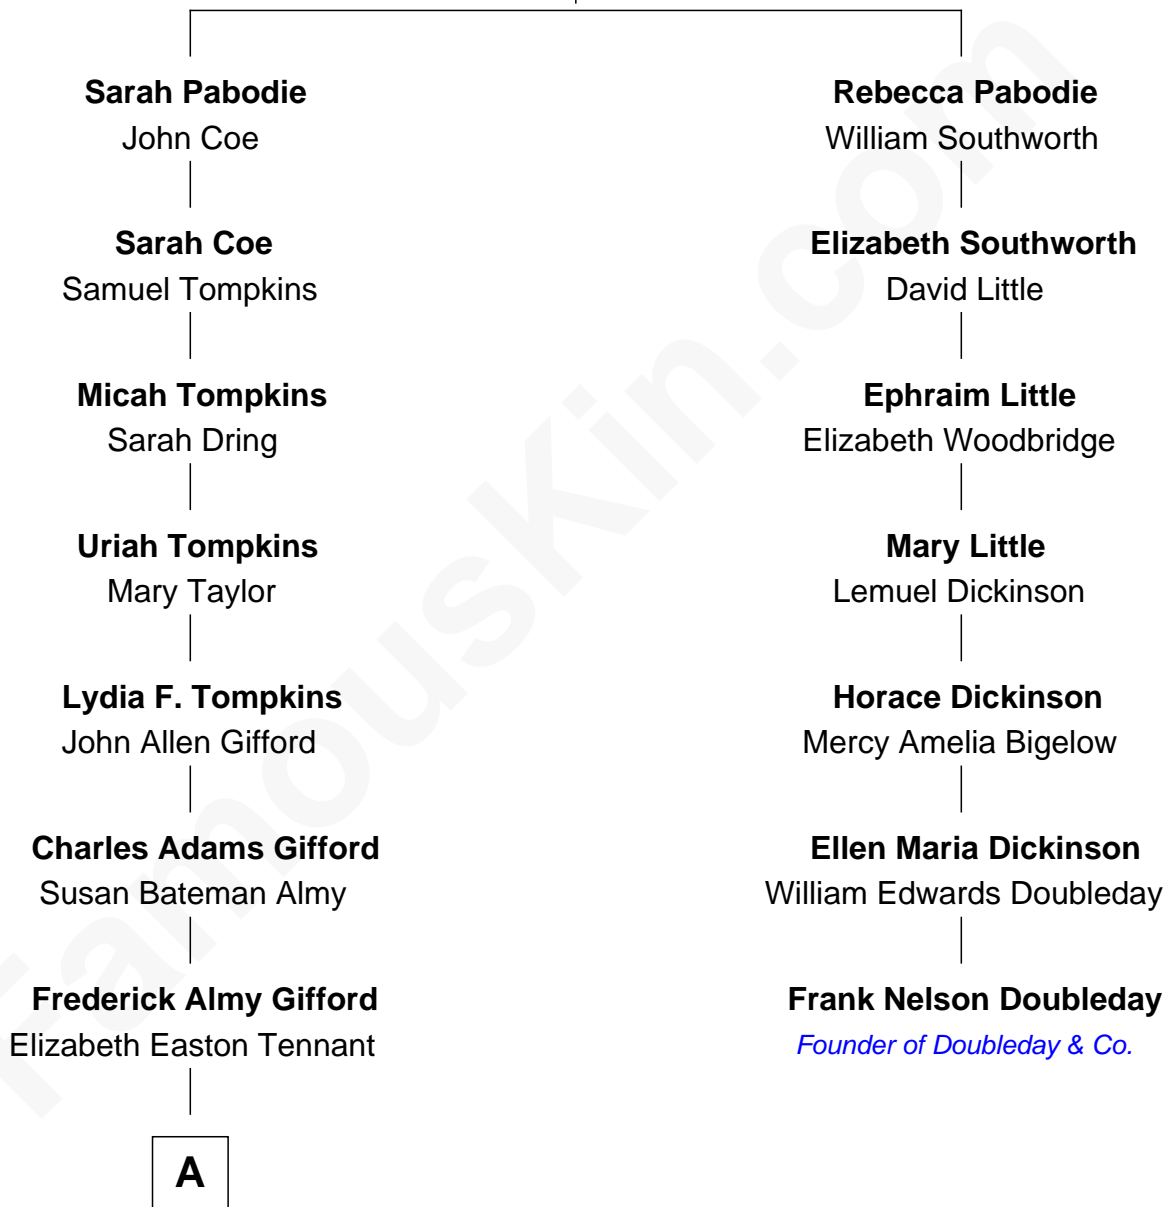 Sarah Pabodie
John Coe
Sarah Coe
Samuel Tompkins
Micah Tompkins
Sarah Dring
Uriah Tompkins
Mary Taylor
Lydia F. Tompkins
John Allen Gifford
Charles Adams Gifford
Susan Bateman Almy
Frederick Almy Gifford
Elizabeth Easton Tennant
A
Rebecca Pabodie
William Southworth
Elizabeth Southworth
David Little
Ephraim Little
Elizabeth Woodbridge
Mary Little
Lemuel Dickinson
Horace Dickinson
Mercy Amelia Bigelow
Ellen Maria Dickinson
William Edwards Doubleday
Frank Nelson Doubleday
Founder of Doubleday & Co.
FamousKin.com